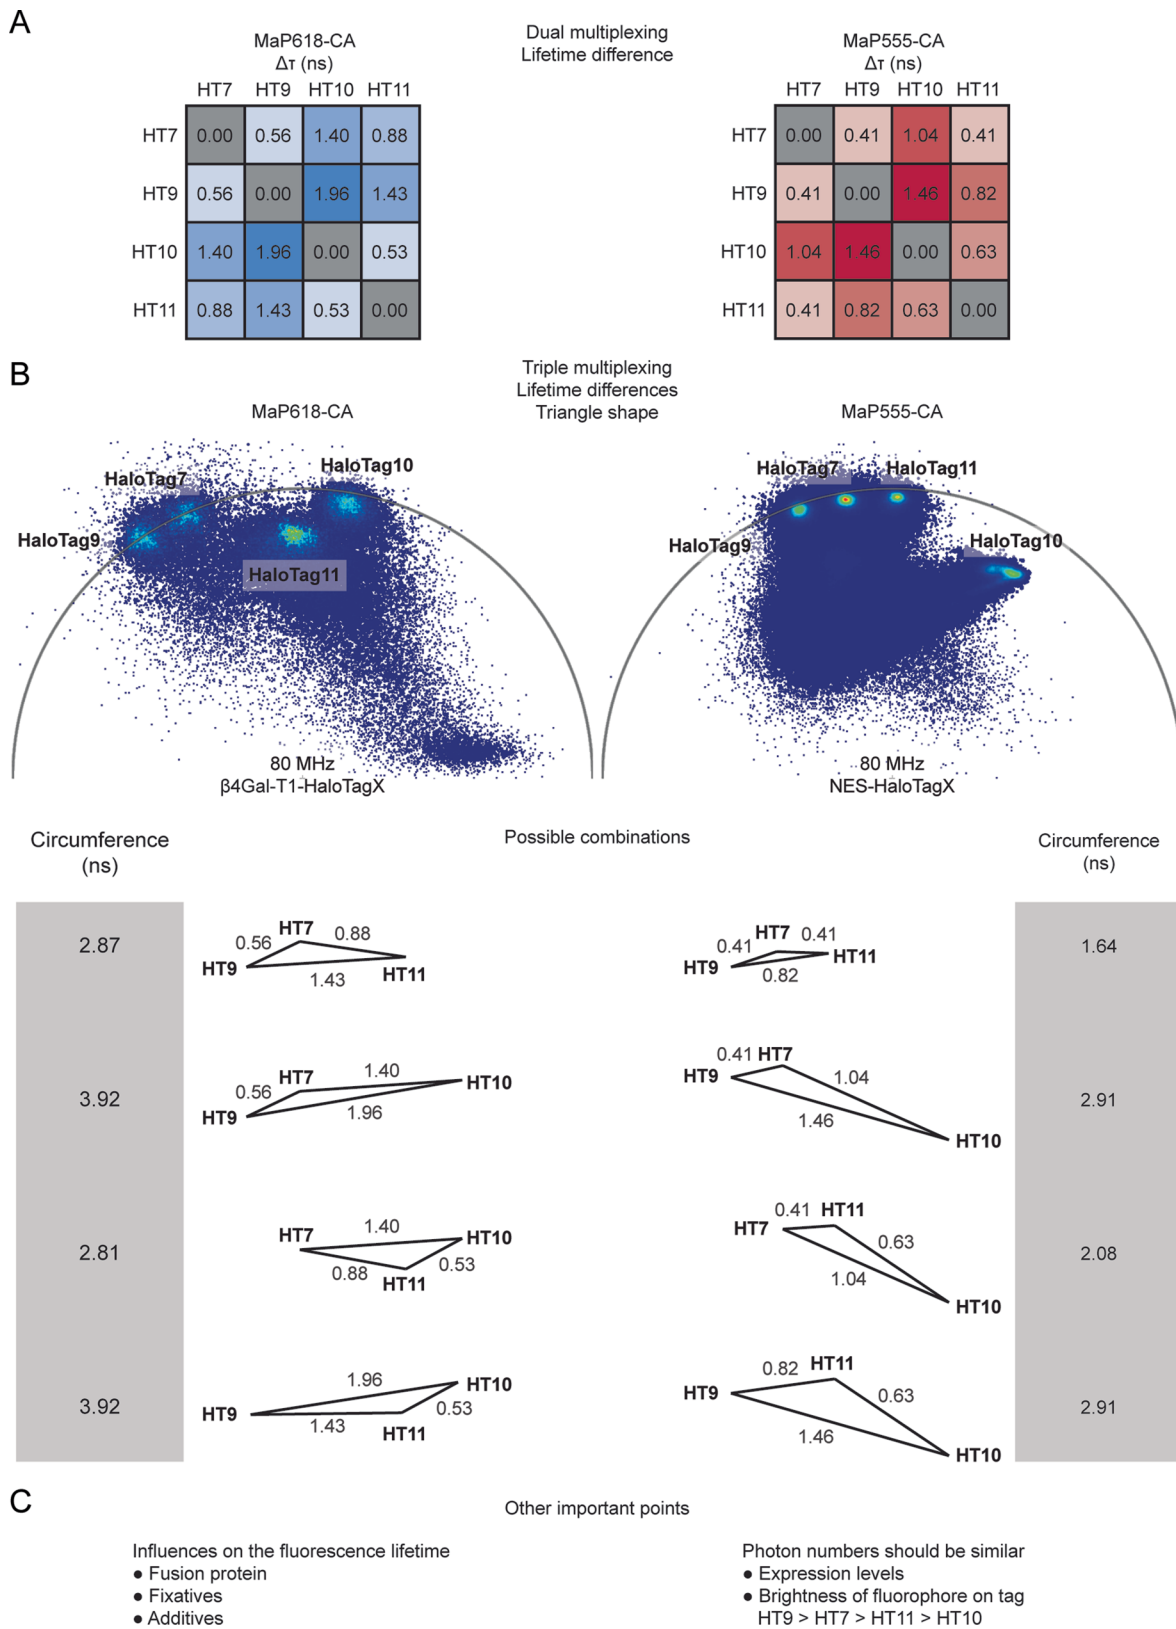 A
Dual multiplexing
Lifetime difference
MaP618-CA
Δτ (ns)
HT7 HT9 HT10 HT11
HT7 0.00 0.56 1.40 0.88
HT9 0.56 0.00 1.96 1.43
HT10 1.40 1.96 0.00 0.53
HT11 0.88 1.43 0.53 0.00
MaP555-CA
Δτ (ns)
HT7 HT9 HT10 HT11
HT7 0.00 0.41 1.04 0.41
HT9 0.41 0.00 1.46 0.82
HT10 1.04 1.46 0.00 0.63
HT11 0.41 0.82 0.63 0.00
B
Triple multiplexing
Lifetime differences
Triangle shape
MaP618-CA
HaloTag7
HaloTag10
HaloTag9
HaloTag11
80 MHz
β4Gal-T1-HaloTagX
MaP555-CA
HaloTag7
HaloTag11
HaloTag9
HaloTag10
80 MHz
NES-HaloTagX
Circumference
(ns)
Possible combinations
Circumference
(ns)
2.87
HT7
0.56 0.88
HT9 HT11
1.43
HT7
0.41 0.41
HT9 HT11
0.82
1.64
3.92
HT7
1.40
0.56 HT10
HT9 1.96
0.41 HT7
HT9 1.04
1.46
HT10
2.91
2.81
HT7 1.40 HT10
0.88 0.53
HT11
0.41 HT11
HT7 0.63
1.04
HT10
2.08
3.92
1.96 HT10
HT9 0.53
1.43 HT11
0.82 HT11
HT9 0.63
1.46
HT10
2.91
C
Other important points
Influences on the fluorescence lifetime
● Fusion protein
● Fixatives
● Additives
Photon numbers should be similar
● Expression levels
● Brightness of fluorophore on tag
HT9 > HT7 > HT11 > HT10